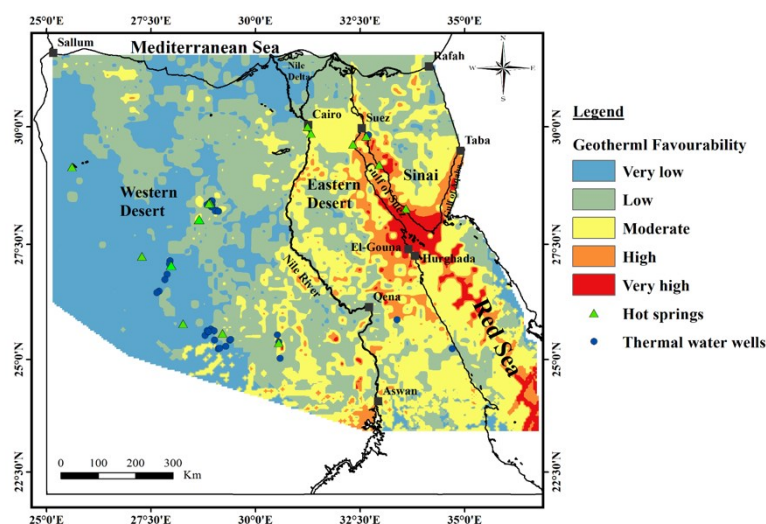 25°0'E 27°30'E 30°0'E 32°30'E 35°0'E
Sallum
Mediterranean Sea
Rafah
Nile
Delta
N
W E
S
Cairo
Suez
30°0'N
30°0'N
Taba
Sinai
Western
Desert
Eastern
Desert
Gulf of Suez
Gulf of Aqaba
27°30'N
27°30'N
El-Gouna
Hurghada
Nile River
Qena
Red Sea
25°0'N
25°0'N
Aswan
0 100 200 300
Km
22°30'N
22°30'N
25°0'E 27°30'E 30°0'E 32°30'E 35°0'E
Legend
Geotherml Favourability
Very low
Low
Moderate
High
Very high
Hot springs
Thermal water wells